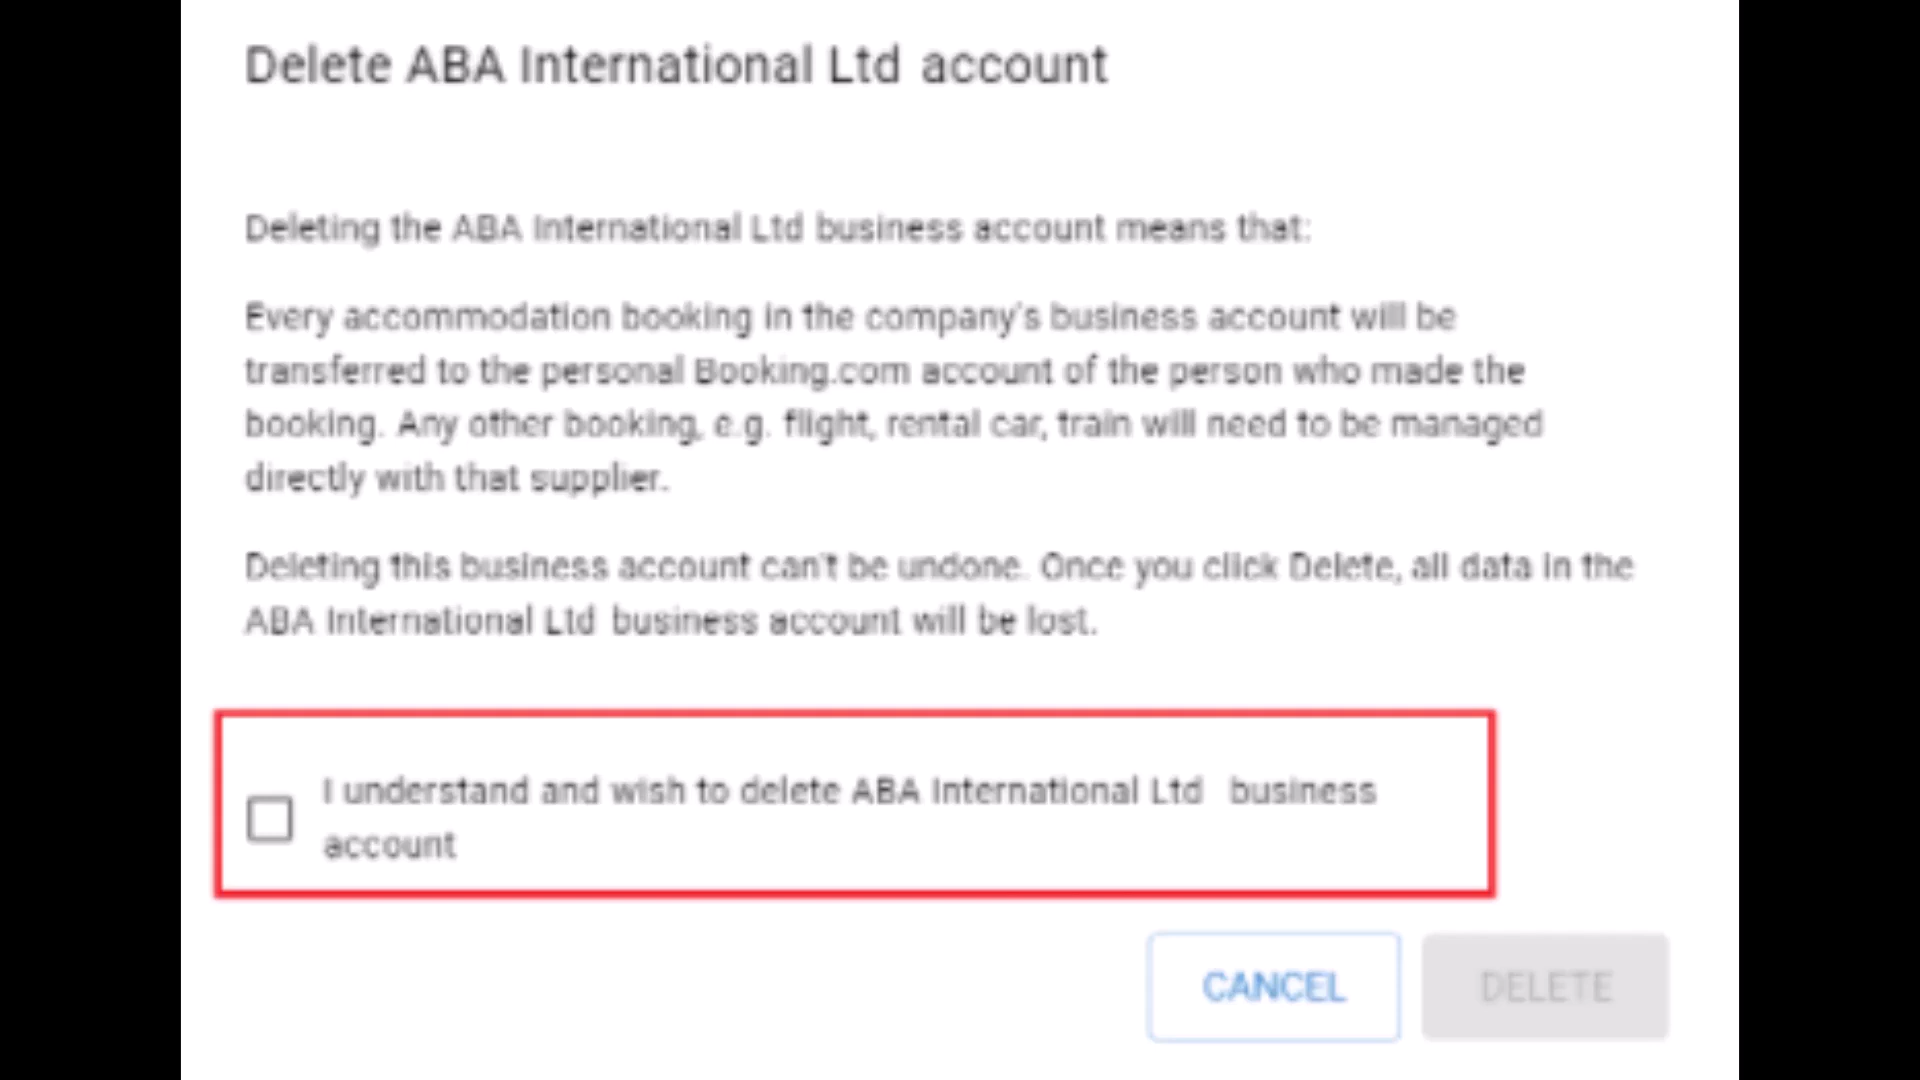 Delete ABA International Ltd account
Deleting the ABA International Ltd business account means that:
Every accommodation booking in the company's business account will be
transferred to the personal Booking.com account of the person who made the
booking. Any other booking, e.g. flight, rental car, train will need to be managed
directly with that supplier.
Deleting this business account can't be undone. Once you click Delete, all data in the
ABA International Ltd business account will be lost.
I understand and wish to delete ABA International Ltd business
account
CANCEL DELETE